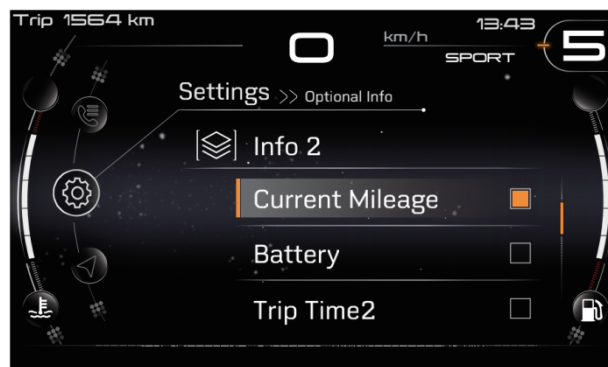 Trip 1564 km
13:43
0 km/h
SPORT
5
Settings >> Optional Info
Info 2
Current Mileage
Battery
Trip Time2